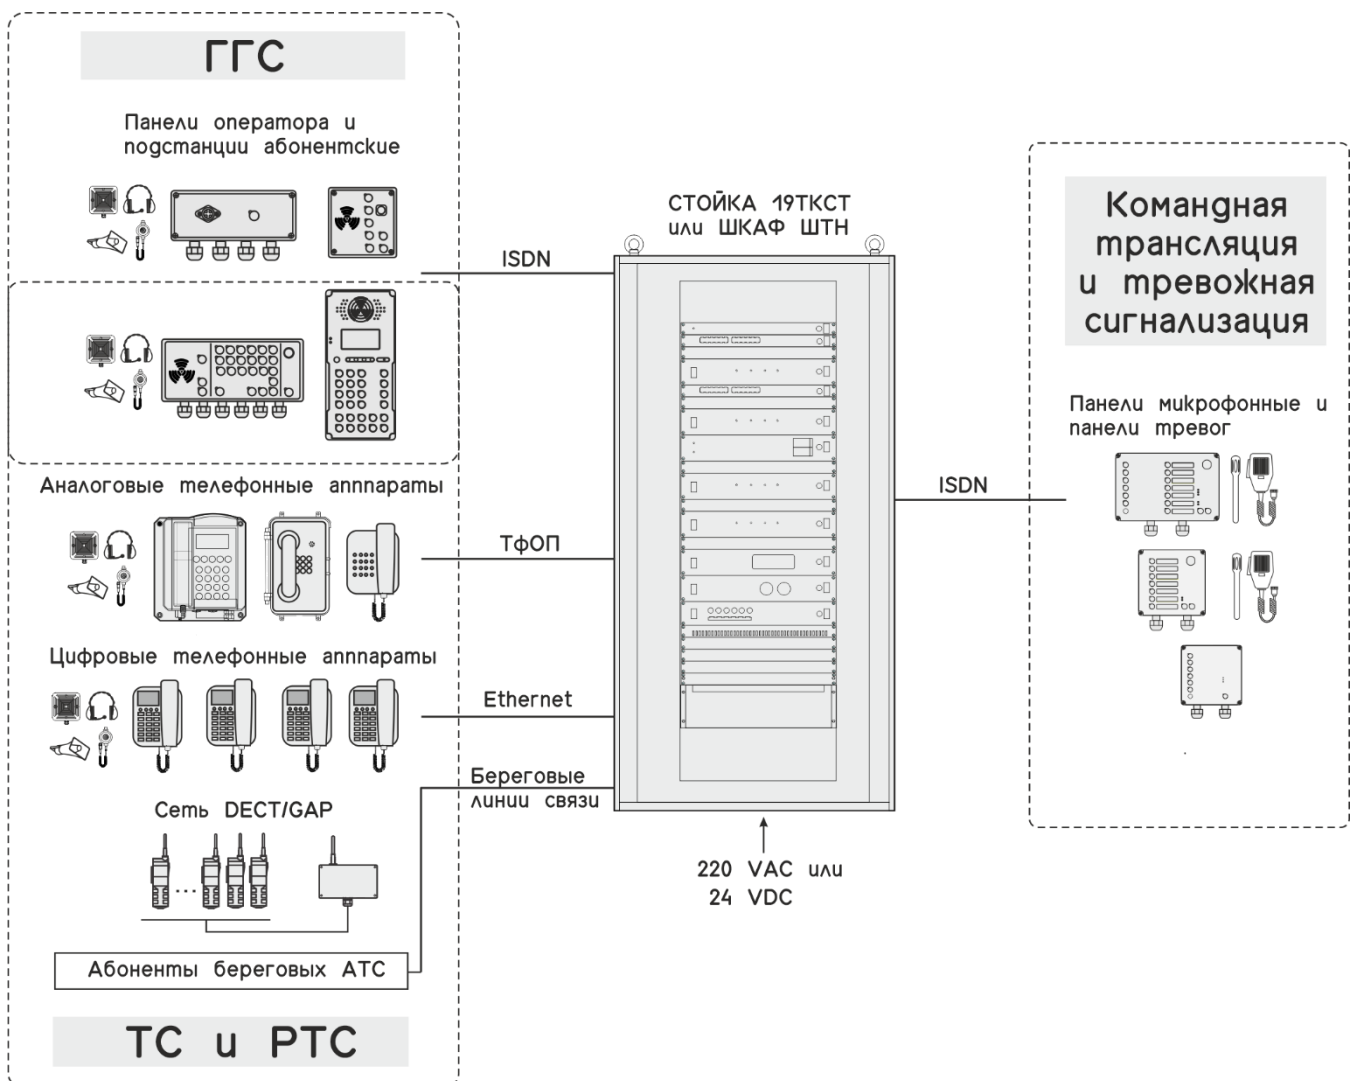 ГГС
Панели оператора и
подстанции абонентские
ISDN
Аналоговые телефонные апппараты
ТфОП
Цифровые телефонные апппараты
Ethernet
Береговые
линии связи
Сеть DECT/GAP
Абоненты береговых АТС
ТС и РТС
СТОЙКА 19ТКСТ
или ШКАФ ШТН
220 VAC или
24 VDC
ISDN
Командная
трансляция
и тревожная
сигнализация
Панели микрофонные и
панели тревог